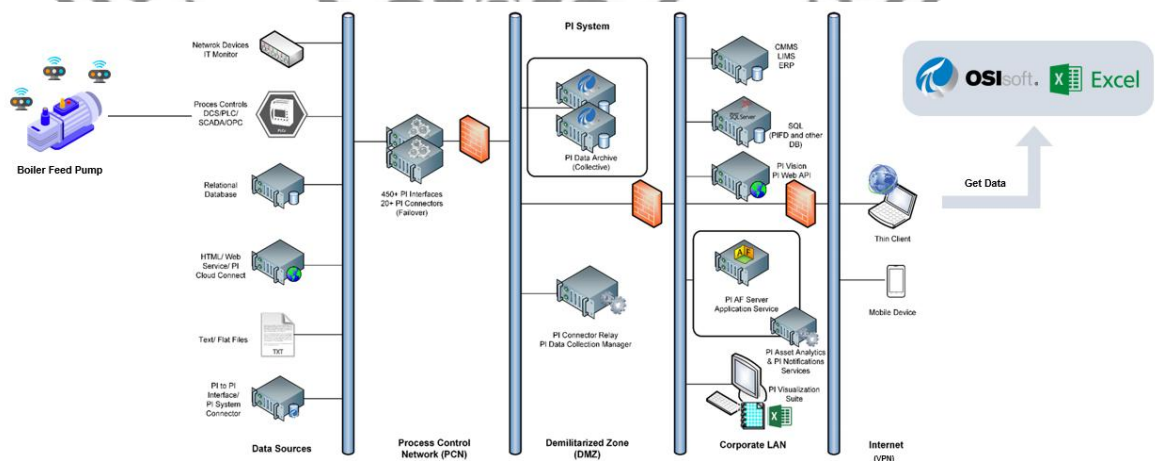 PI System
Netwrok Devices
IT Monitor
Proces Controls
DCS/PLC/
SCADA/OPC
PLCs
Boiler Feed Pump
Relational
Database
HTML/ Web
Service/ PI
Cloud Connect
Text/ Flat Files
TXT
PI to PI
Interface/
PI System
Connector
Data Sources
450+ PI Interfaces
20+ PI Connectors
(Failover)
Process Control
Network (PCN)
PI Data Archive
(Collective)
PI Connector Relay
PI Data Collection Manager
Demilitarized Zone
(DMZ)
CMMS
LIMS
ERP
SQL Server
SQL
(PIFD and other
DB)
PI Vision
PI Web API
AF
PI AF Server
Application Service
PI Asset Analytics
& PI Notifications
Services
PI Visualization
Suite
Corporate LAN
Thin Client
Mobile Device
Internet
(VPN)
OSIsoft.
Excel
Get Data